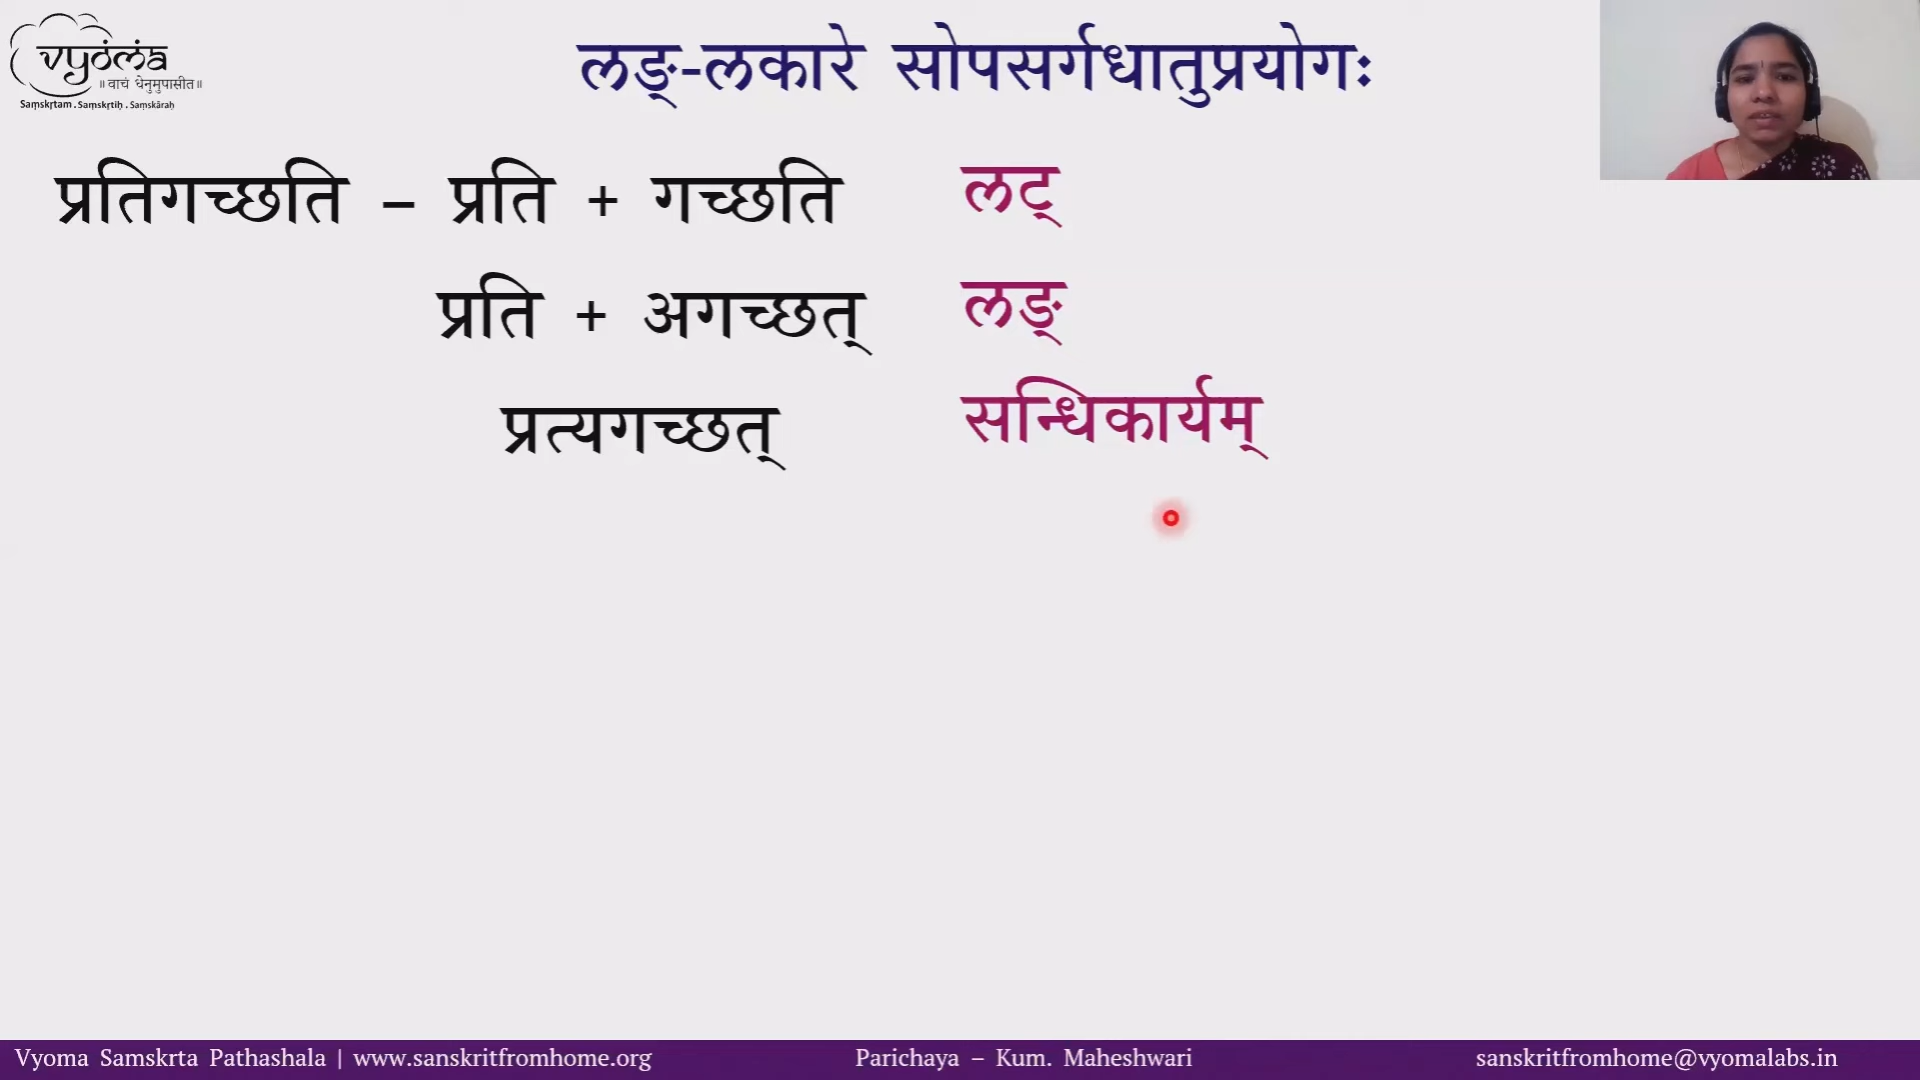 vyoma
॥ वाचं धेनुमुपासीत॥
Saṃskṛtam . Saṃskṛtiḥ . Saṃskāraḥ
लङ्-लकारे सोपसर्गधातुप्रयोगः
प्रतिगच्छति – प्रति + गच्छति लट्
प्रति + अगच्छत् लङ्
प्रत्यगच्छत् सन्धिकार्यम्
Vyoma Samskrta Pathashala | www.sanskritfromhome.org Parichaya – Kum. Maheshwari sanskritfromhome@vyomalabs.in